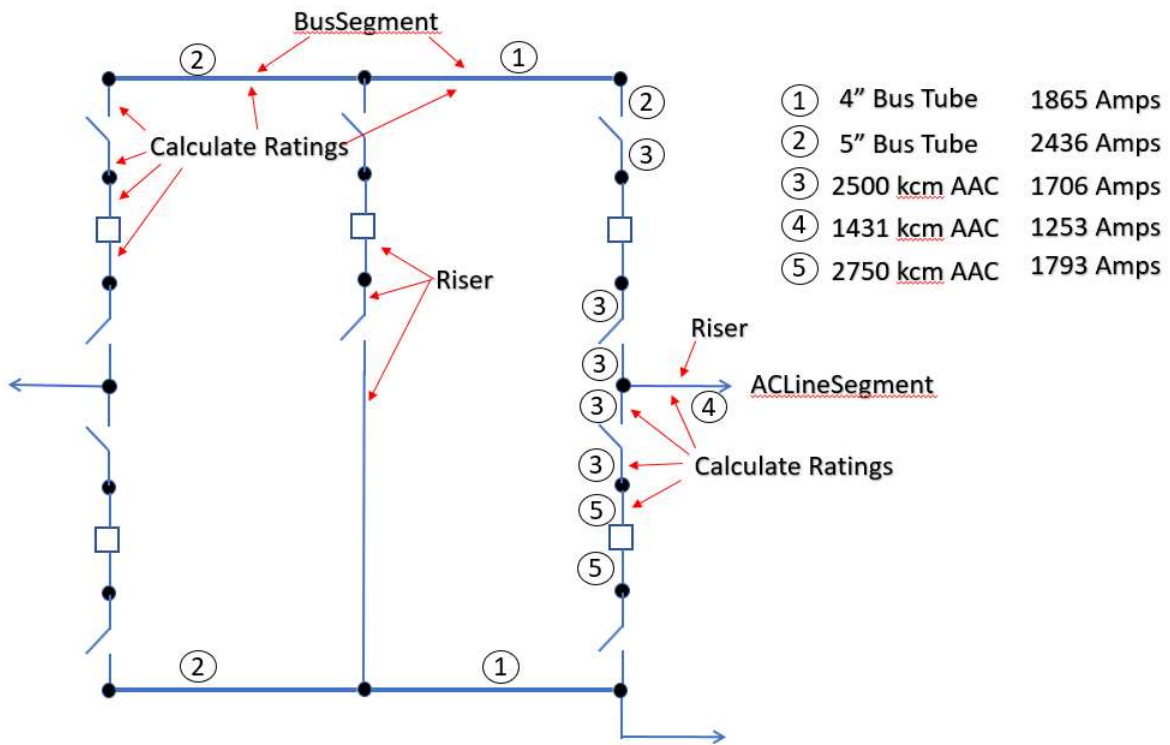 BusSegment
2
1
1 4” Bus Tube 1865 Amps
2 5” Bus Tube 2436 Amps
3 2500 kcm AAC 1706 Amps
4 1431 kcm AAC 1253 Amps
5 2750 kcm AAC 1793 Amps
2
Calculate Ratings
3
Riser
3
Riser
3
ACLineSegment
3
4
3
Calculate Ratings
5
5
2
1